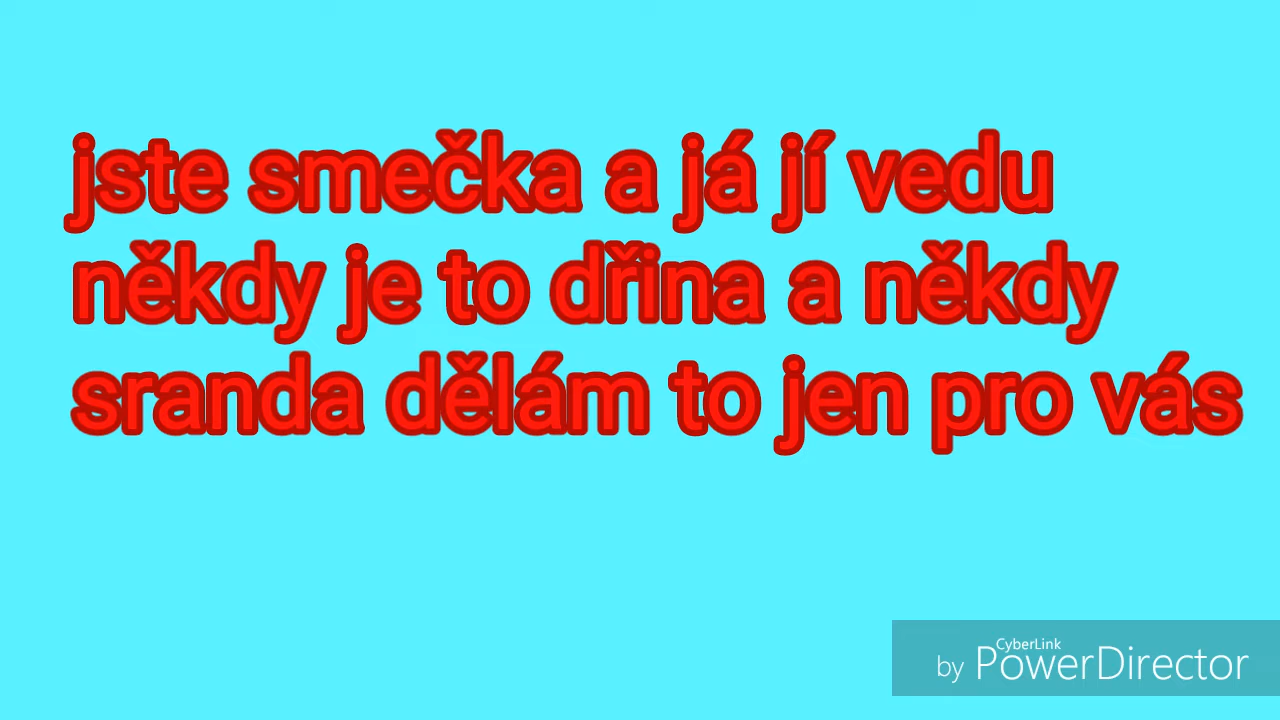 jste smečka a já jí vedu
někdy je to dřina a někdy
sranda dělám to jen pro vás
CyberLink
by PowerDirector